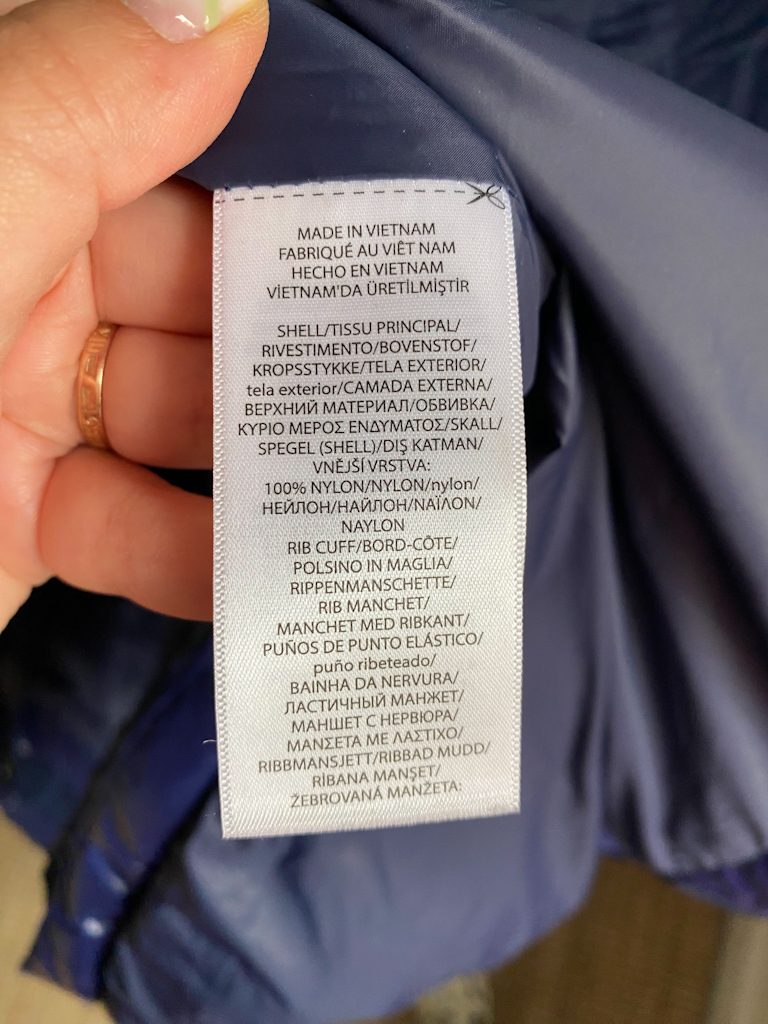 MADE IN VIETNAM
FABRIQUÉ AU VIÊT NAM
HECHO EN VIETNAM
VİETNAM'DA ÜRETİLMİŞTİR
SHELL/TISSU PRINCIPAL/
RIVESTIMENTO/BOVENSTOF/
KROPSSTYKKE/TELA EXTERIOR/
tela exterior/CAMADA EXTERNA/
ВЕРХНИЙ МАТЕРИАЛ/ОБВИВКА/
ΚΥΡΙΟ ΜΕΡΟΣ ΕΝΔΥΜΑΤΟΣ/SKALL/
SPEGEL (SHELL)/DIŞ KATMAN/
VNĚJŠÍ VRSTVA:
100% NYLON/NYLON/nylon/
НЕЙЛОН/НАЙЛОН/ΝΑΪΛΟΝ/
NAYLON
RIB CUFF/BORD-CÔTE/
POLSINO IN MAGLIA/
RIPPENMANSCHETTE/
RIB MANCHET/
MANCHET MED RIBKANT/
PUÑOS DE PUNTO ELÁSTICO/
puño ribeteado/
BAINHA DA NERVURA/
ЛАСТИЧНЫЙ МАНЖЕТ/
МАНШЕТ С НЕРВЮРА/
ΜΑΝΣΕΤΑ ΜΕ ΛΑΣΤΙΧΟ/
RIBBMANSJETT/RIBBAD MUDD/
RİBANA MANŞET/
ŽEBROVANÁ MANŽETA: